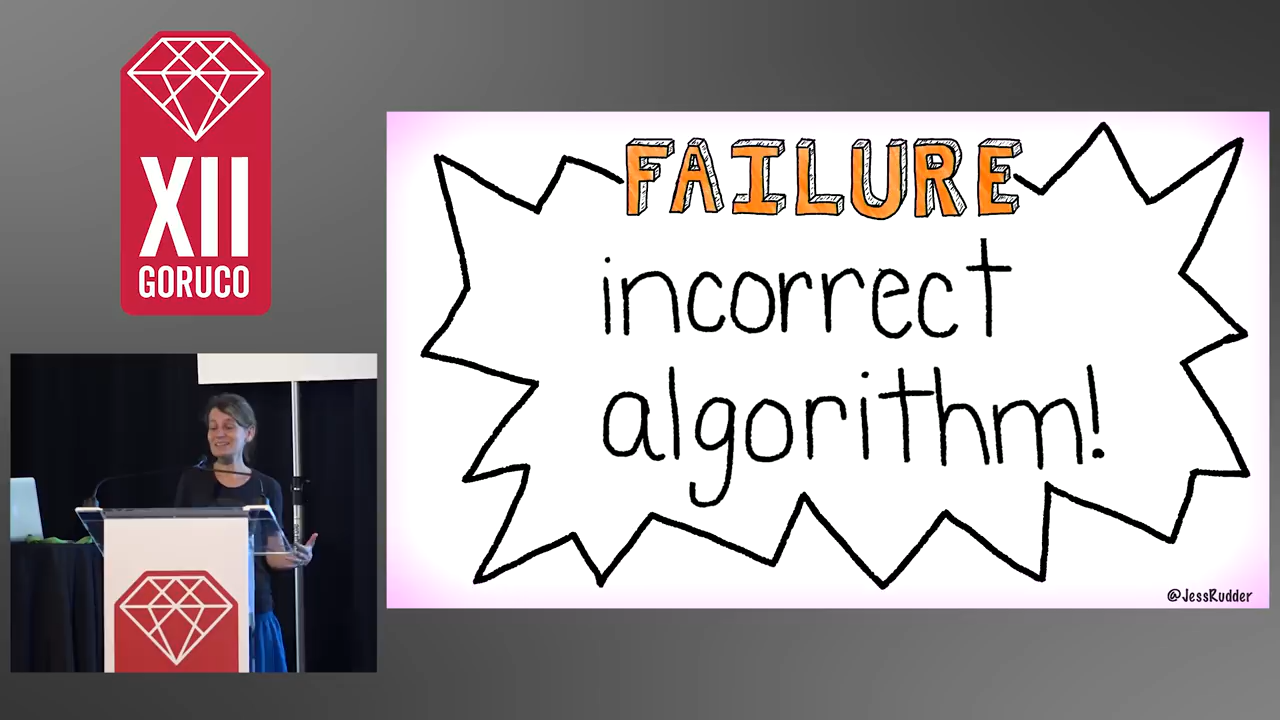 XII
GORUCO
FAILURE
incorrect
algorithm!
@JessRudder